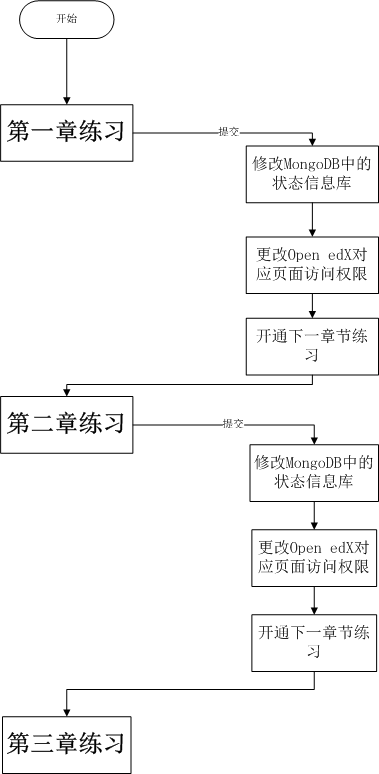 开始
第一章练习
提交
修改MongoDB中的
状态信息库
更改Open edX对
应页面访问权限
开通下一章节练
习
第二章练习
提交
修改MongoDB中的
状态信息库
更改Open edX对
应页面访问权限
开通下一章节练
习
第三章练习